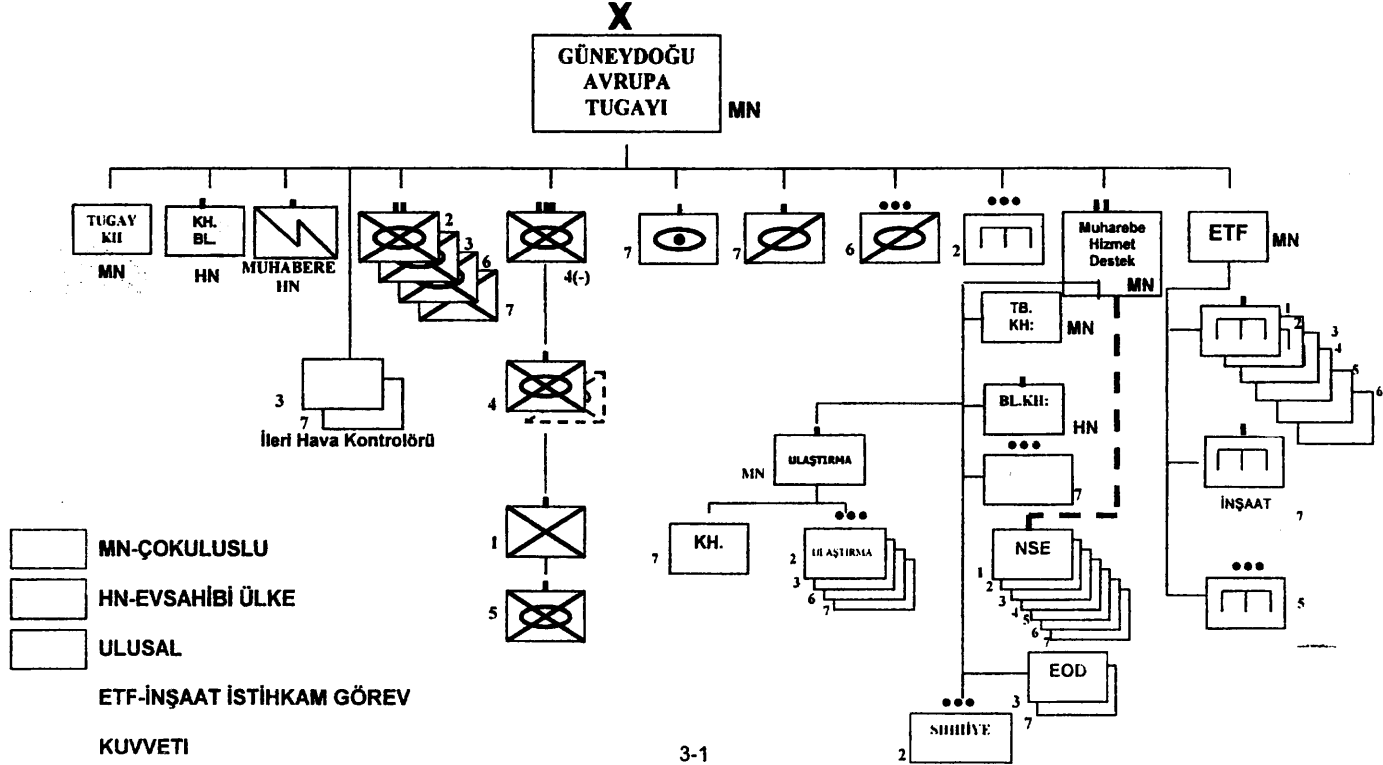 X
GÜNEYDOĞU
AVRUPA
TUGAYI
MN
TUGAY
KH
MN
KH.
BL.
HN
MUHABERE
HN
2
3
6
7
4(-)
7
7
6
2
Muharebe
Hizmet
Destek
MN
ETF
MN
TB.
KH:
MN
1
2
3
4
5
6
3
7
İleri Hava Kontrolörü
4
BL.KH:
HN
ULAŞTIRMA
MN
7
İNŞAAT
7
1
KH.
7
ULAŞTIRMA
2
3
6
7
NSE
1
2
3
4
5
6
7
5
5
MN-ÇOKULUSLU
HN-EVSAHİBİ ÜLKE
ULUSAL
ETF-İNŞAAT İSTİHKAM GÖREV
KUVVETI
EOD
3
7
SIHHİYE
2
3-1